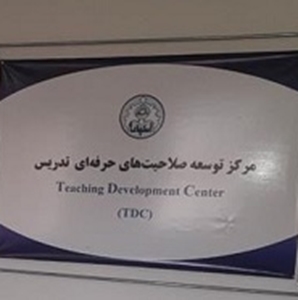 مرکز توسعه صلاحیت‌های حرفه‌ای تدریس
Teaching Development Center
(TDC)